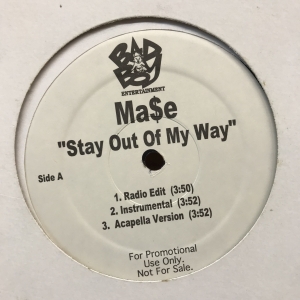 BAD BOY
ENTERTAINMENT
Ma$e
"Stay Out Of My Way"
Side A
1. Radio Edit (3:50)
2. Instrumental (3:52)
3. Acapella Version (3:52)
For Promotional
Use Only.
Not For Sale.